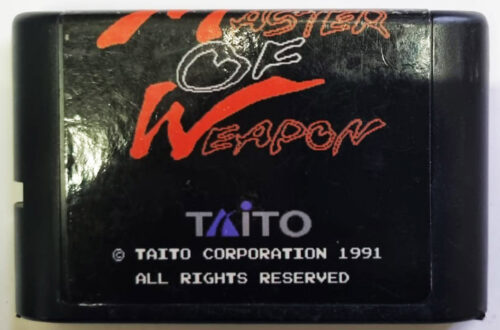 MASTER
OF
WEAPON
TAITO
© TAITO CORPORATION 1991
ALL RIGHTS RESERVED